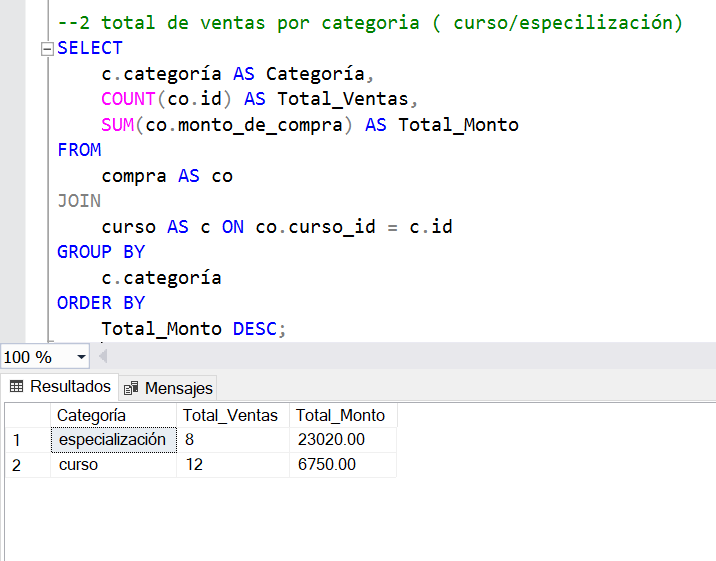 --2 total de ventas por categoria ( curso/especilización)
SELECT
c.categoría AS Categoría,
COUNT(co.id) AS Total_Ventas,
SUM(co.monto_de_compra) AS Total_Monto
FROM
compra AS co
JOIN
curso AS c ON co.curso_id = c.id
GROUP BY
c.categoría
ORDER BY
Total_Monto DESC;
100 %
Resultados Mensajes
Categoría Total_Ventas Total_Monto
1 especialización 8 23020.00
2 curso 12 6750.00